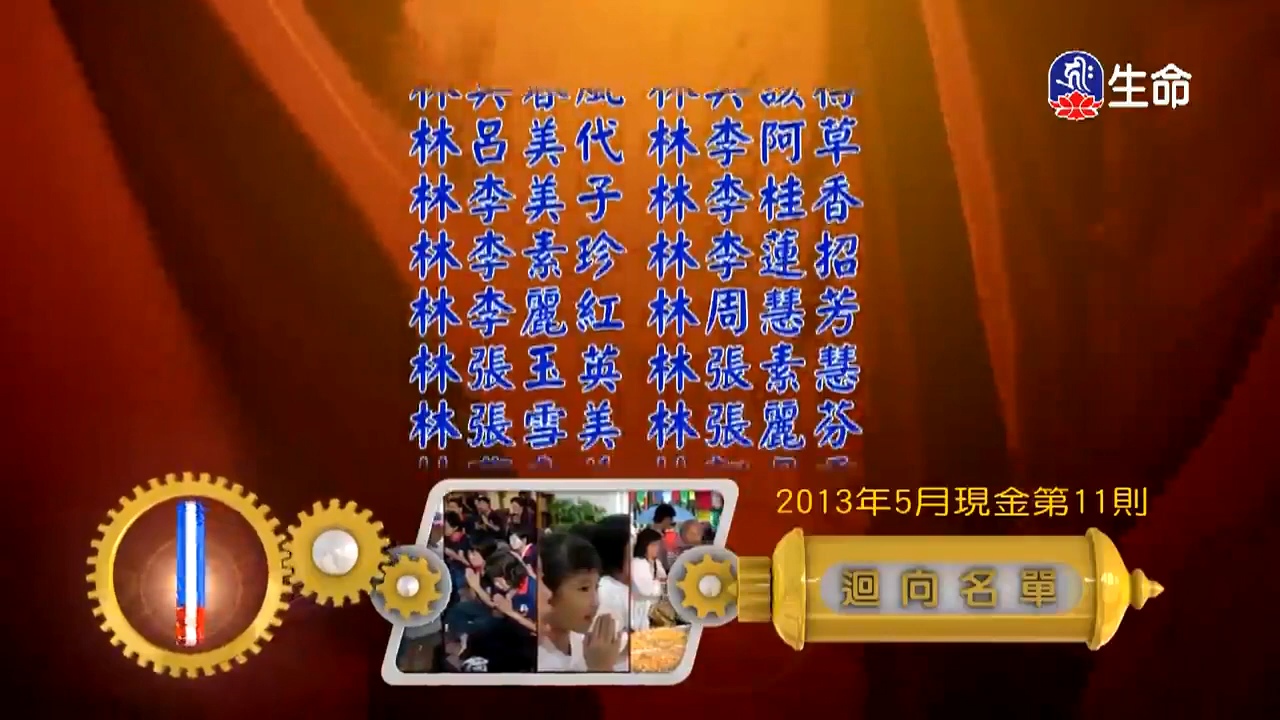 生命
林呂美代 林李阿草
林李美子 林李桂香
林李素珍 林李蓮招
林李麗紅 林周慧芳
林張玉英 林張素慧
林張雪美 林張麗芬
2013年5月現金第11則
迴向名單